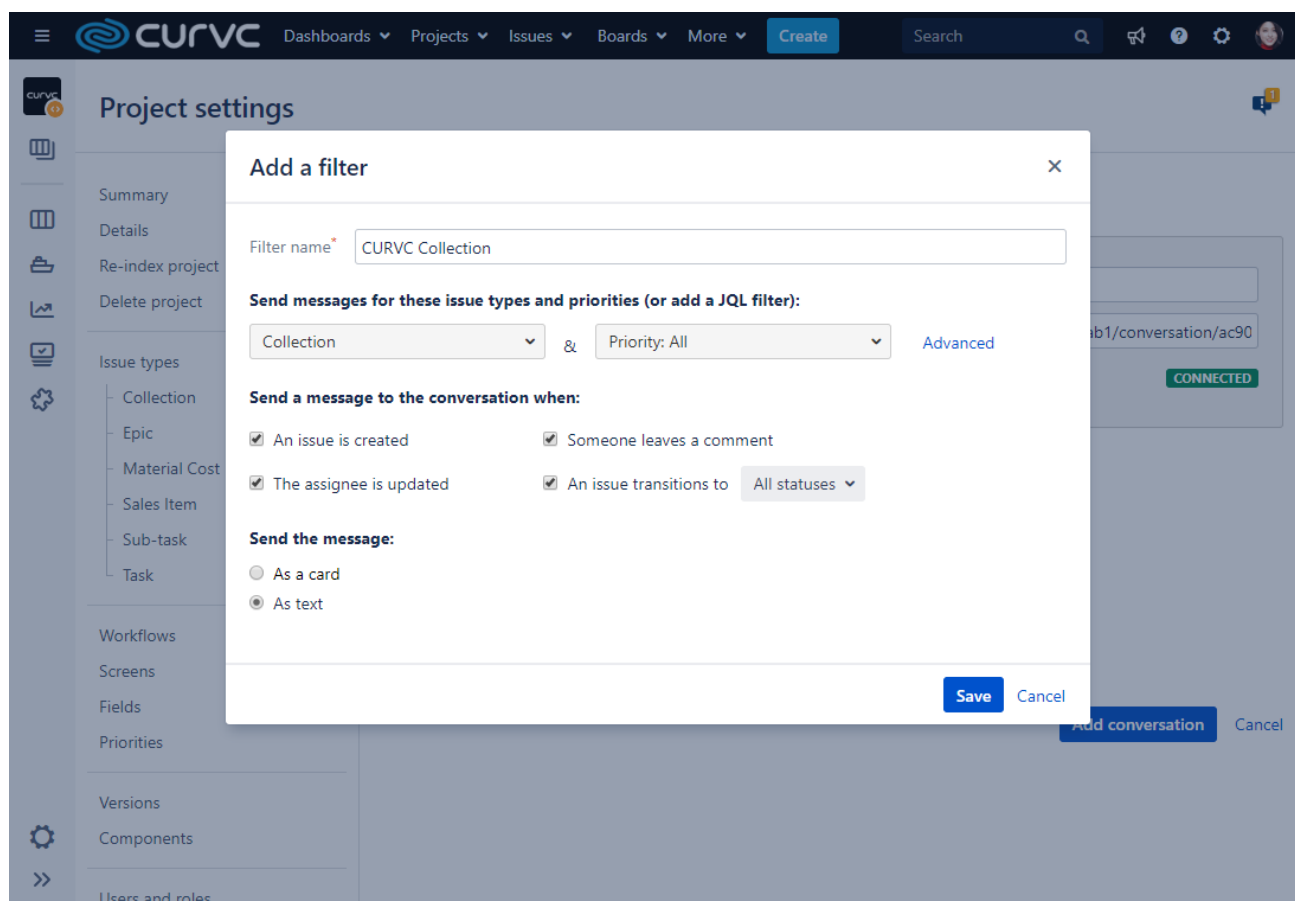 CURVC Dashboards Projects Issues Boards More Create Search
curvc
Project settings
1
Summary
Details
Re-index project
Delete project
Issue types
Collection
Epic
Material Cost
Sales Item
Sub-task
Task
Workflows
Screens
Fields
Priorities
Versions
Components
Users and roles
Add a filter
Filter name* CURVC Collection
Send messages for these issue types and priorities (or add a JQL filter):
Collection & Priority: All Advanced
Send a message to the conversation when:
An issue is created Someone leaves a comment
The assignee is updated An issue transitions to All statuses
Send the message:
As a card
As text
Save Cancel
ab1/conversation/ac90
CONNECTED
Add conversation Cancel